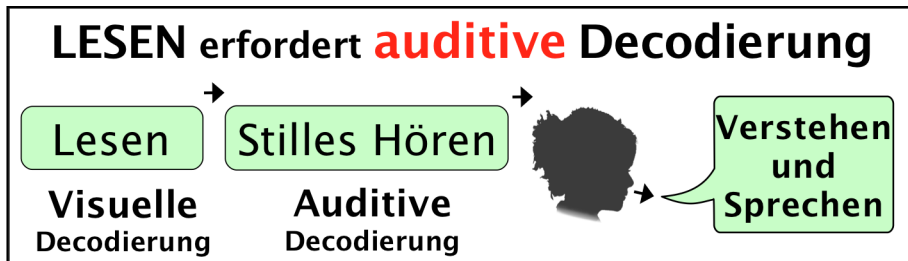 LESEN erfordert auditive Decodierung
Lesen
Stilles Hören
Verstehen
und
Sprechen
Visuelle
Decodierung
Auditive
Decodierung